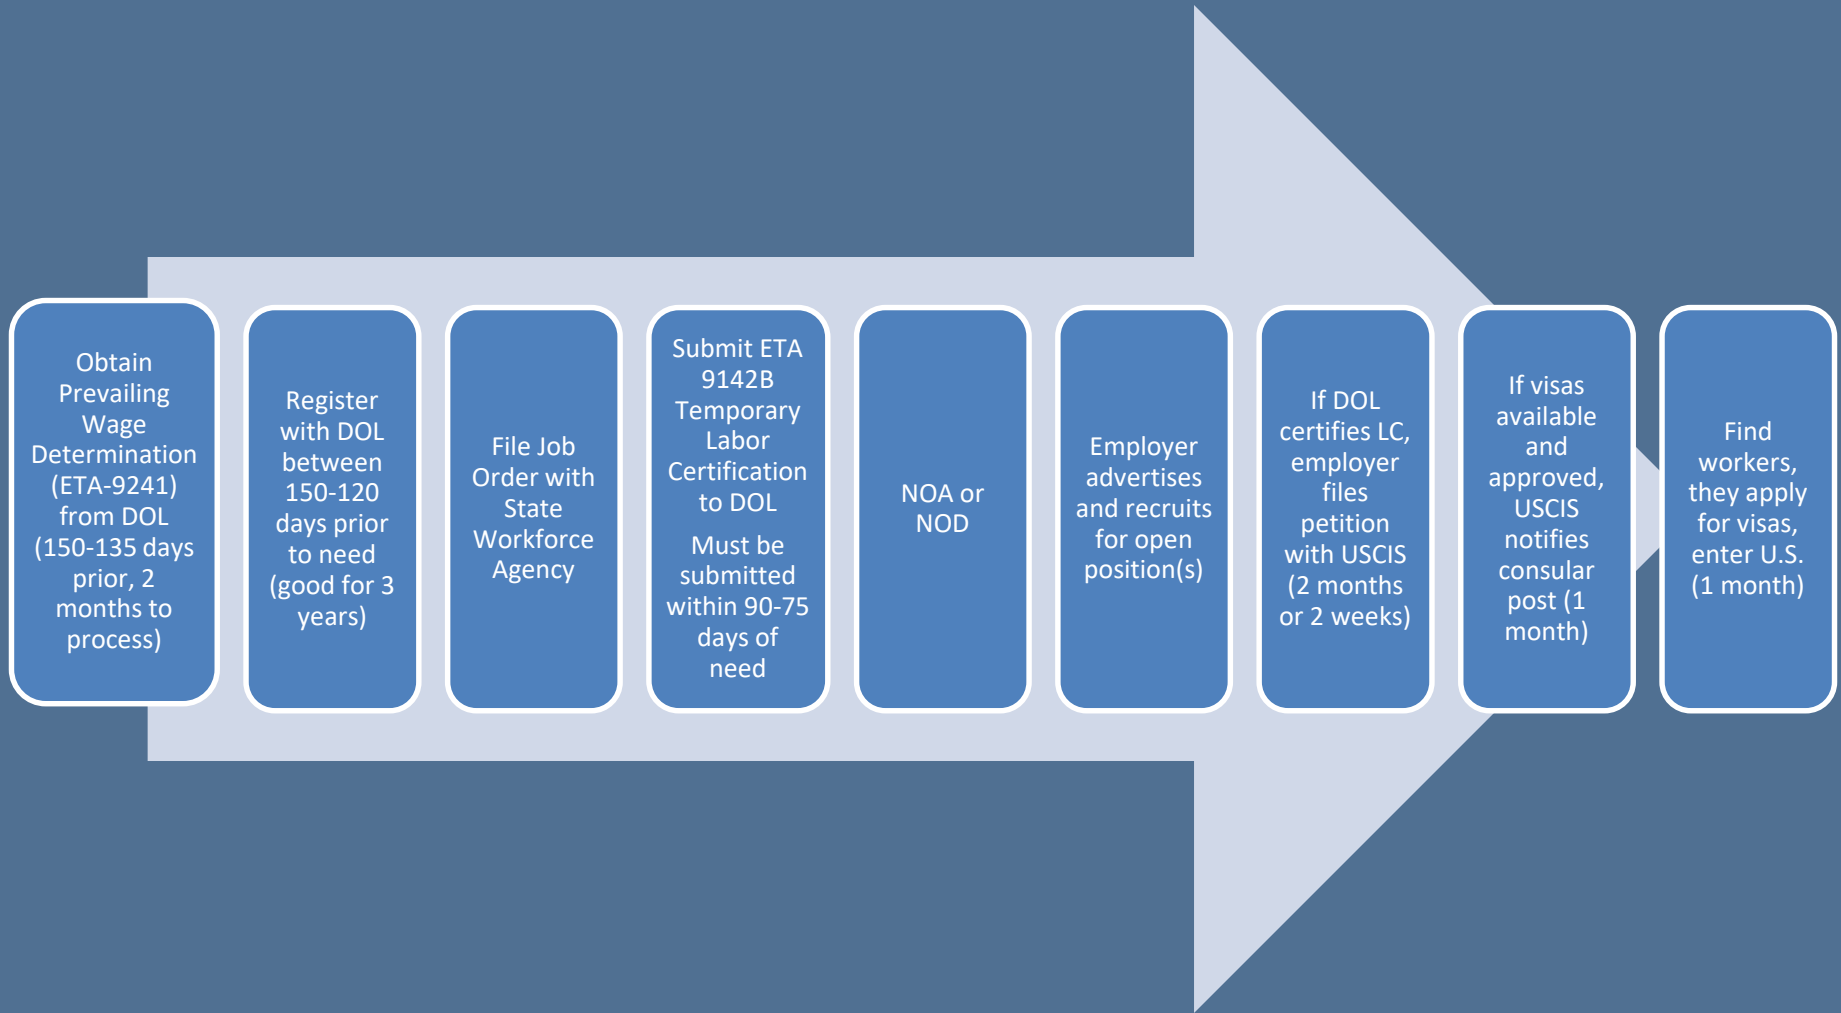 Obtain
Prevailing
Wage
Determination
(ETA-9241)
from DOL
(150-135 days
prior, 2
months to
process)
Register
with DOL
between
150-120
days prior
to need
(good for 3
years)
File Job
Order with
State
Workforce
Agency
Submit ETA
9142B
Temporary
Labor
Certification
to DOL
Must be
submitted
within 90-75
days of
need
NOA or
NOD
Employer
advertises
and recruits
for open
position(s)
If DOL
certifies LC,
employer
files
petition
with USCIS
(2 months
or 2 weeks)
If visas
available
and
approved,
USCIS
notifies
consular
post (1
month)
Find
workers,
they apply
for visas,
enter U.S.
(1 month)